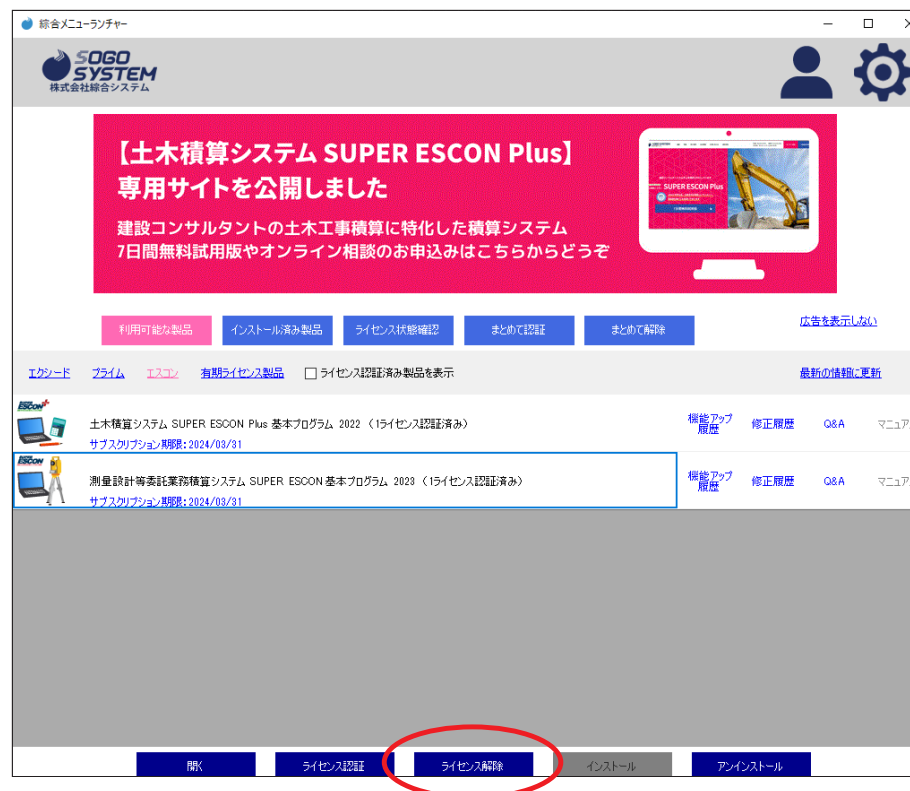 綜合メニューランチャー
SOGO
SYSTEM
株式会社綜合システム
【土木積算システム SUPER ESCON Plus】
専用サイトを公開しました
建設コンサルタントの土木工事積算に特化した積算システム
7日間無料試用版やオンライン相談のお申込みはこちらからどうぞ
SUPER ESCON Plus
利用可能な製品 インストール済み製品 ライセンス状態確認 まとめて認証 まとめて解除 広告を表示しない
エクシード プライム エスコン 有期ライセンス製品 ライセンス認証済み製品を表示 最新の情報に更新
ESCON
土木積算システム SUPER ESCON Plus 基本プログラム 2022 （1ライセンス認証済み） 機能アップ履歴 修正履歴 Q&A マニュア
サブスクリプション期限:2024/03/31
ESCON
測量設計等委託業務積算システム SUPER ESCON 基本プログラム 2023 （1ライセンス認証済み） 機能アップ履歴 修正履歴 Q&A マニュア
サブスクリプション期限:2024/03/31
開く ライセンス認証 ライセンス解除 インストール アンインストール